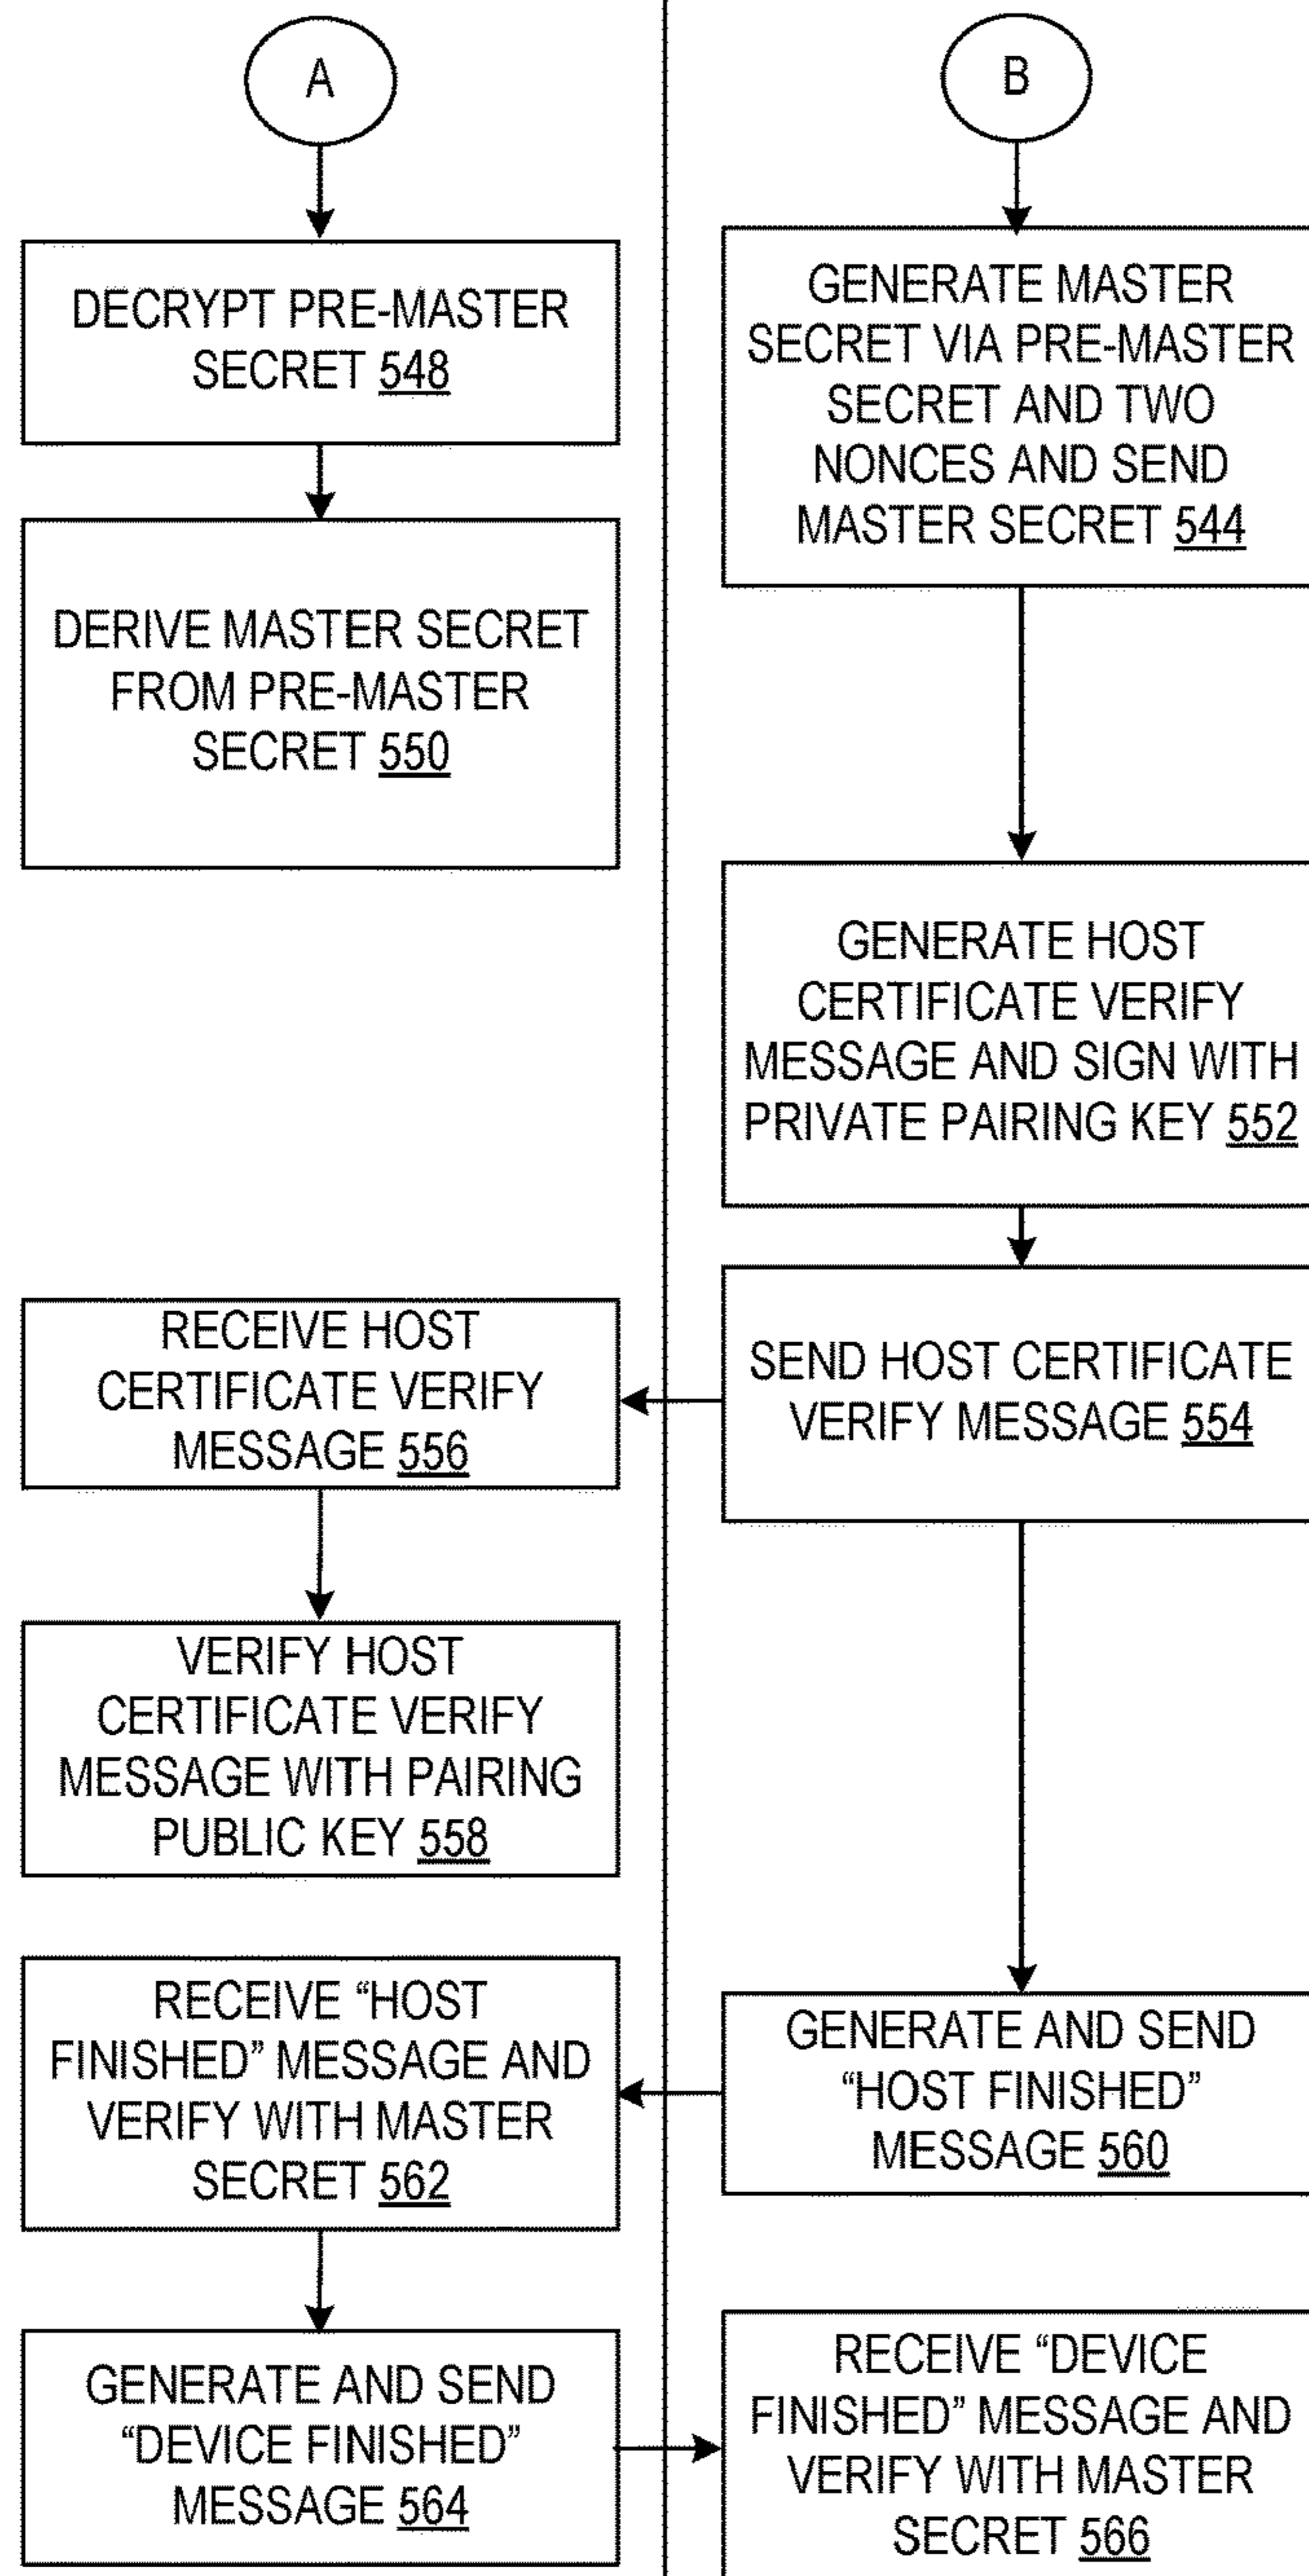 A
DECRYPT PRE-MASTER
SECRET 548
DERIVE MASTER SECRET
FROM PRE-MASTER
SECRET 550
RECEIVE HOST
CERTIFICATE VERIFY
MESSAGE 556
VERIFY HOST
CERTIFICATE VERIFY
MESSAGE WITH PAIRING
PUBLIC KEY 558
RECEIVE “HOST
FINISHED” MESSAGE AND
VERIFY WITH MASTER
SECRET 562
GENERATE AND SEND
“DEVICE FINISHED”
MESSAGE 564
B
GENERATE MASTER
SECRET VIA PRE-MASTER
SECRET AND TWO
NONCES AND SEND
MASTER SECRET 544
GENERATE HOST
CERTIFICATE VERIFY
MESSAGE AND SIGN WITH
PRIVATE PAIRING KEY 552
SEND HOST CERTIFICATE
VERIFY MESSAGE 554
GENERATE AND SEND
“HOST FINISHED”
MESSAGE 560
RECEIVE “DEVICE
FINISHED” MESSAGE AND
VERIFY WITH MASTER
SECRET 566